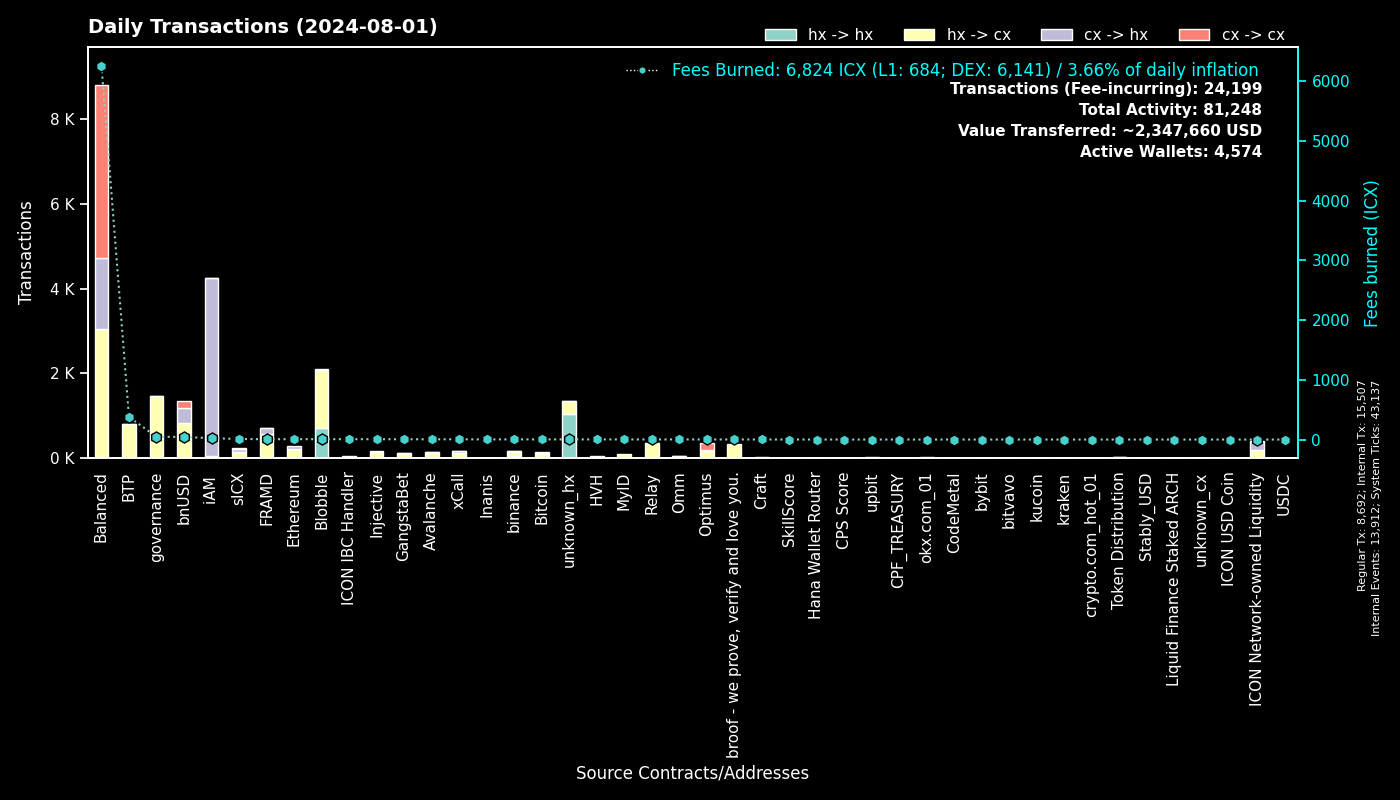 Daily Transactions (2024-08-01)
hx -> hx
hx -> cx
cx -> hx
cx -> cx
Fees Burned: 6,824 ICX (L1: 684; DEX: 6,141) / 3.66% of daily inflation
Transactions (Fee-incurring): 24,199
Total Activity: 81,248
Value Transferred: ~2,347,660 USD
Active Wallets: 4,574
Transactions
8 K
6 K
4 K
2 K
0 K
6000
5000
4000
3000
2000
1000
0
Fees burned (ICX)
Regular Tx: 8,692; Internal Tx: 15,507
Internal Events: 13,912; System Ticks: 43,137
Balanced
BTP
governance
bnUSD
iAM
sICX
FRAMD
Ethereum
Blobble
ICON IBC Handler
Injective
GangstaBet
Avalanche
xCall
Inanis
binance
Bitcoin
unknown_hx
HVH
MyID
Relay
Omm
Optimus
broof - we prove, verify and love you.
Craft
SkillScore
Hana Wallet Router
CPS Score
upbit
CPF_TREASURY
okx.com_01
CodeMetal
bybit
bitvavo
kucoin
kraken
crypto.com_hot_01
Token Distribution
Stably_USD
Liquid Finance Staked ARCH
unknown_cx
ICON USD Coin
ICON Network-owned Liquidity
USDC
Source Contracts/Addresses